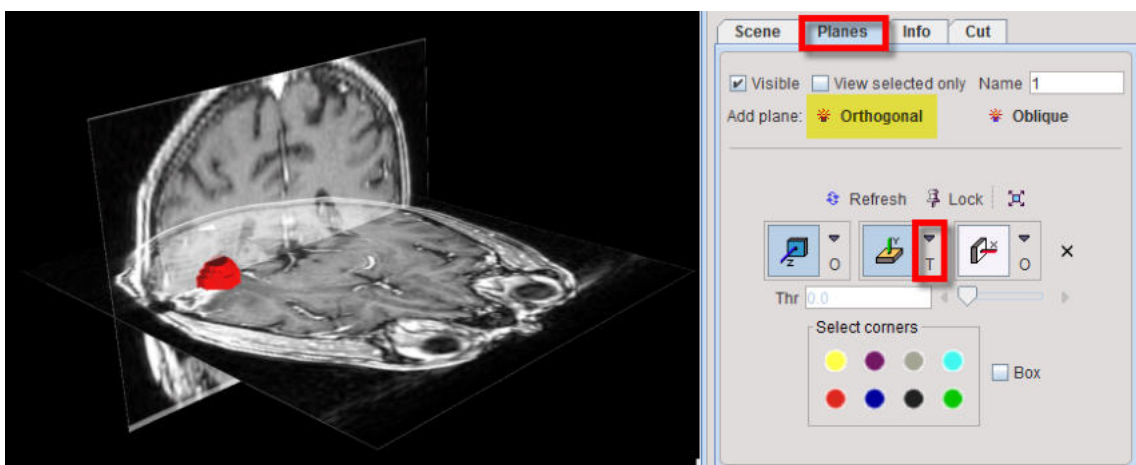 Scene Planes Info Cut
Visible View selected only Name 1
Add plane: Orthogonal Oblique
Refresh Lock
Z O Y T X O ×
Thr 0.0
Select corners
Box